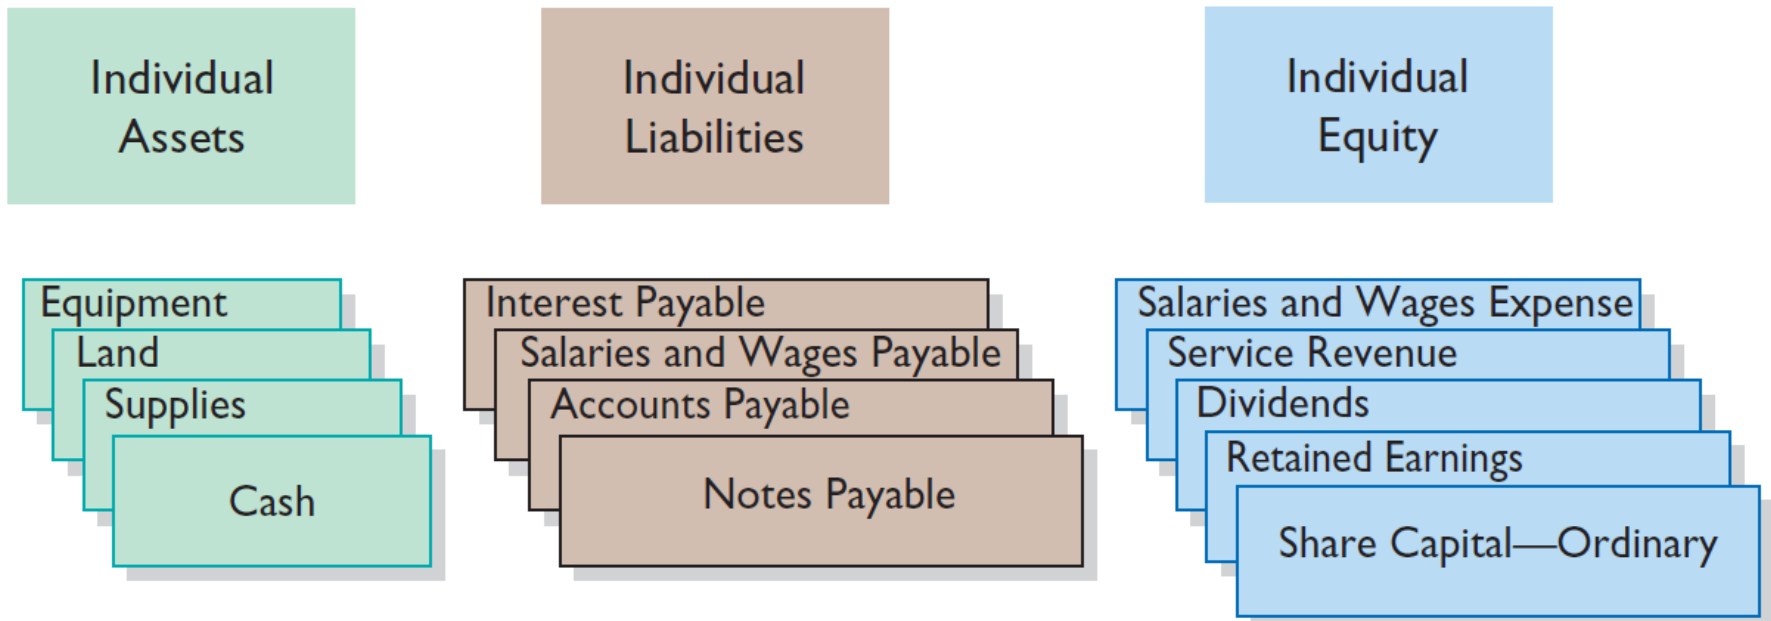 Individual
Assets
Individual
Liabilities
Individual
Equity
Equipment
Land
Supplies
Cash
Interest Payable
Salaries and Wages Payable
Accounts Payable
Notes Payable
Salaries and Wages Expense
Service Revenue
Dividends
Retained Earnings
Share Capital—Ordinary